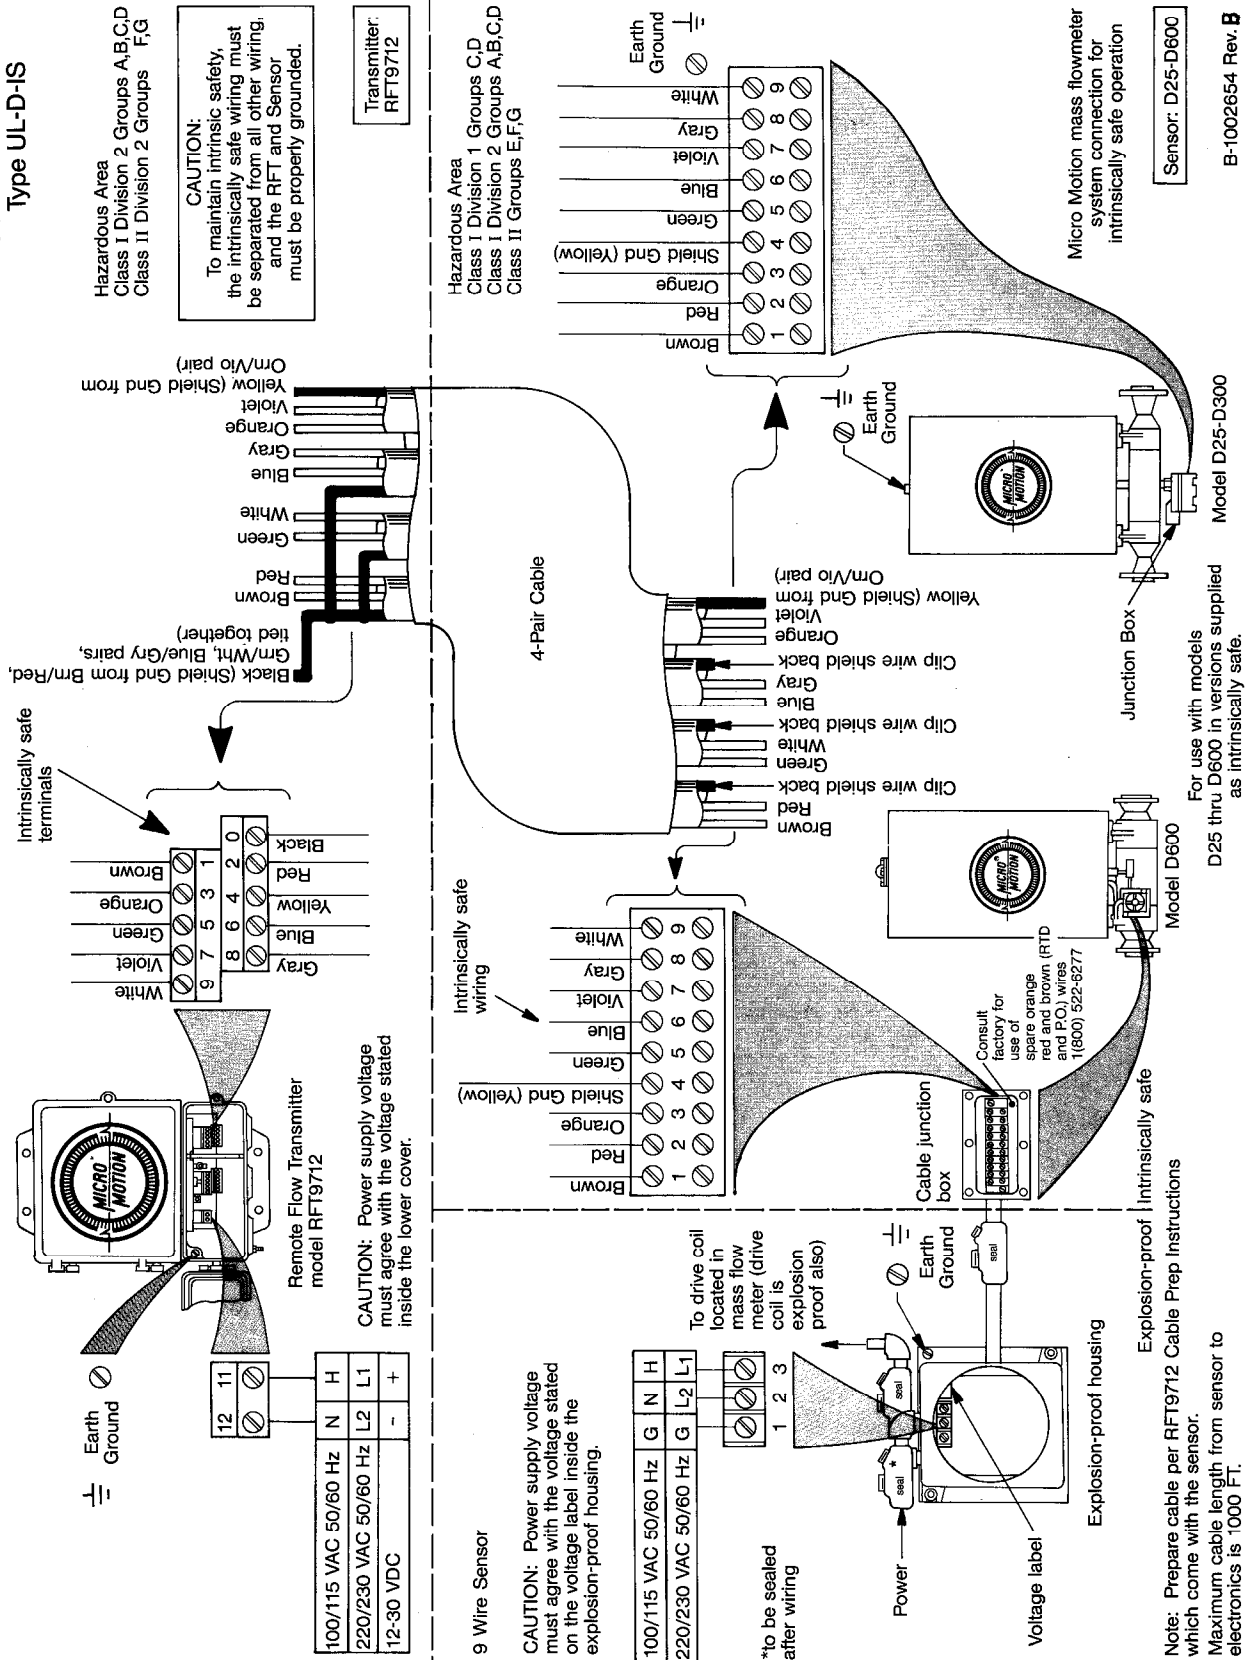 Type UL-D-IS
Hazardous Area
Class I Division 2 Groups A,B,C,D
Class II Division 2 Groups F,G
CAUTION:
To maintain intrinsic safety,
the intrinsically safe wiring must
be separated from all other wiring,
and the RFT and Sensor
must be properly grounded.
Transmitter:
RFT9712
Intrinsically safe
terminals
Black (Shield Gnd from Brn/Red,
Grn/Wht, Blue/Gry pairs,
tied together)
Brown
Red
Green
White
Blue
Gray
Orange
Violet
Yellow (Shield Gnd from
Orn/Vio pair)
White
Violet
Green
Orange
Brown
9 7 5 3 1
8 6 4 2 0
Gray
Blue
Yellow
Red
Black
MICRO
MOTION
Remote Flow Transmitter
model RFT9712
CAUTION: Power supply voltage
must agree with the voltage stated
inside the lower cover.
Earth
Ground
12 11
100/115 VAC 50/60 Hz N H
220/230 VAC 50/60 Hz L2 L1
12-30 VDC - +
Hazardous Area
Class I Division 1 Groups C,D
Class I Division 2 Groups A,B,C,D
Class II Groups E,F,G
4-Pair Cable
Brown
Red
Clip wire shield back
Green
White
Clip wire shield back
Blue
Gray
Clip wire shield back
Orange
Violet
Yellow (Shield Gnd from
Orn/Vio pair)
Brown
Red
Orange
Shield Gnd (Yellow)
Green
Blue
Violet
Gray
White
1 2 3 4 5 6 7 8 9
Earth
Ground
Intrinsically safe
wiring
Brown
Red
Orange
Shield Gnd (Yellow)
Green
Blue
Violet
Gray
White
1 2 3 4 5 6 7 8 9
9 Wire Sensor
CAUTION: Power supply voltage
must agree with the voltage stated
on the voltage label inside the
explosion-proof housing.
100/115 VAC 50/60 Hz G N H
220/230 VAC 50/60 Hz G L2 L1
1 2 3
*to be sealed
after wiring
To drive coil
located in
mass flow
meter (drive
coil is
explosion
proof also)
Power
seal
*
seal
Earth
Ground
seal
Cable junction
box
Consult
factory for
use of
spare orange
red and brown (RTD
and P.O.) wires
1(800) 522-6277
Voltage label
Explosion-proof housing
Explosion-proof
Intrinsically safe
MICRO
MOTION
Model D600
Earth
Ground
MICRO
MOTION
Junction Box
Model D25-D300
For use with models
D25 thru D600 in versions supplied
as intrinsically safe.
Micro Motion mass flowmeter
system connection for
intrinsically safe operation
Sensor: D25-D600
B-1002654 Rev. B
Note: Prepare cable per RFT9712 Cable Prep Instructions
which come with the sensor.
Maximum cable length from sensor to
electronics is 1000 FT.